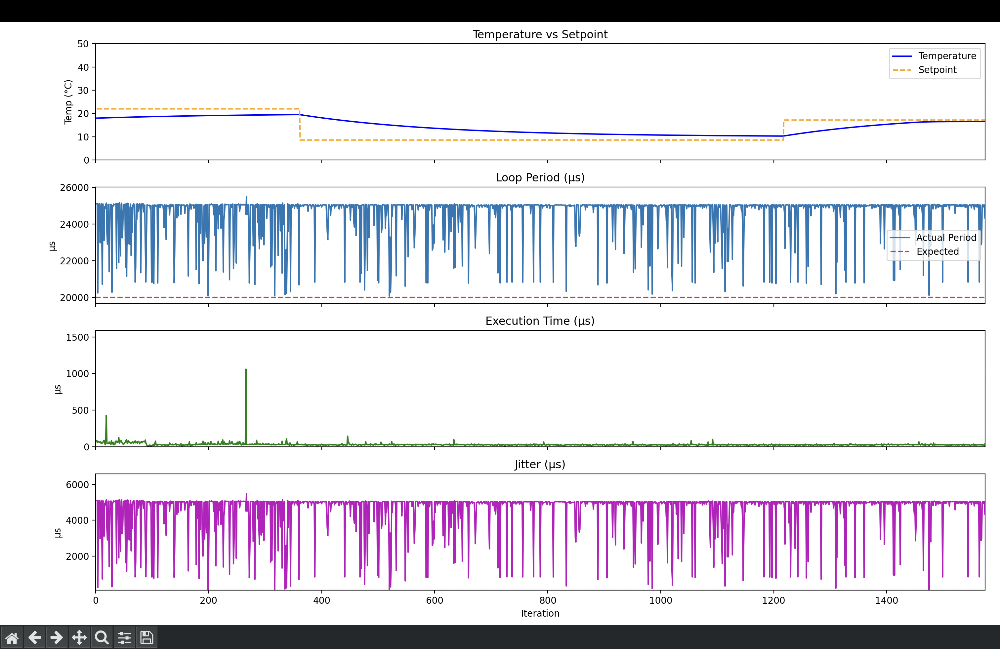 Temperature vs Setpoint
50
40
30
20
10
0
Temp (°C)
Temperature
Setpoint
Loop Period (µs)
26000
24000
22000
20000
µs
Actual Period
Expected
Execution Time (µs)
1500
1000
500
0
µs
Jitter (µs)
6000
4000
2000
µs
0 200 400 600 800 1000 1200 1400
Iteration